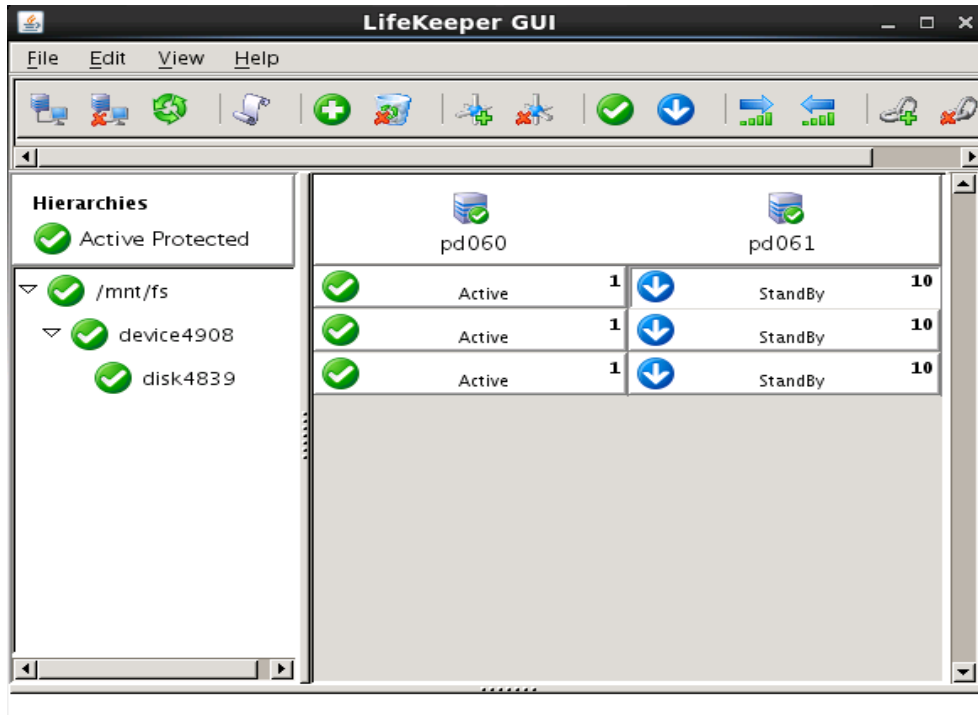 LifeKeeper GUI
File Edit View Help
Hierarchies
Active Protected
pd060 pd061
/mnt/fs Active 1 StandBy 10
device4908 Active 1 StandBy 10
disk4839 Active 1 StandBy 10